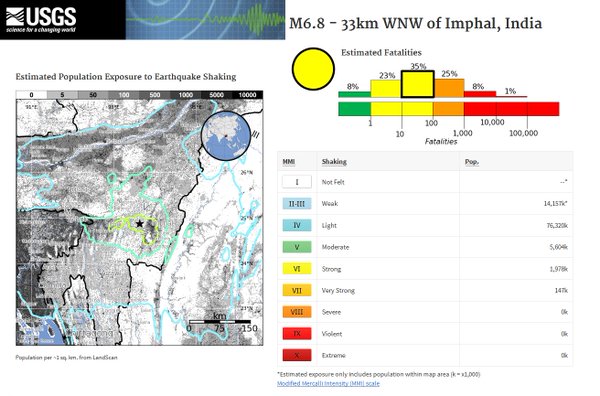 USGS
science for a changing world
M6.8 - 33km WNW of Imphal, India
Estimated Population Exposure to Earthquake Shaking
0 5 50 100 500 1000 5000 10000
26°N
25°N
24°N
23°N
km
0 75 150
Population per ~1 sq. km. from LandScan
Estimated Fatalities
8% 23% 35% 25% 8% 1%
1 10 100 1,000 10,000 100,000
Fatalities
MMI Shaking Pop.
I Not Felt --*
II-III Weak 14,157k*
IV Light 76,320k
V Moderate 5,604k
VI Strong 1,978k
VII Very Strong 147k
VIII Severe 0k
IX Violent 0k
X Extreme 0k
*Estimated exposure only includes population within map area (k = x1,000)
Modified Mercalli Intensity (MMI) scale